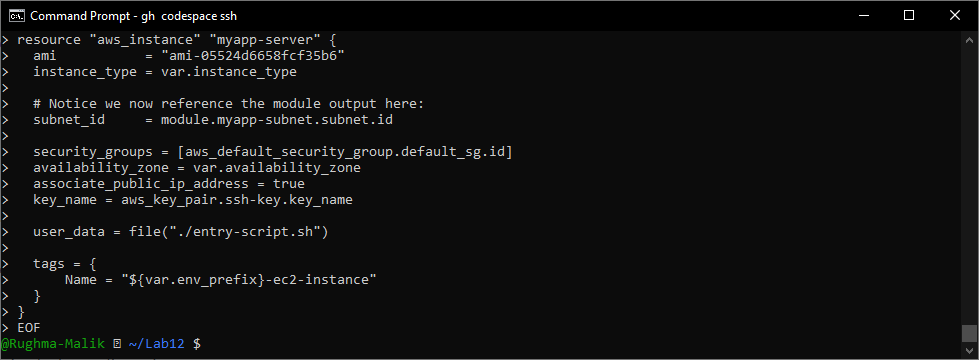 Command Prompt - gh  codespace ssh
> resource "aws_instance" "myapp-server" {
>   ami           = "ami-05524d6658fcf35b6"
>   instance_type = var.instance_type
>
>   # Notice we now reference the module output here:
>   subnet_id     = module.myapp-subnet.subnet.id
>
>   security_groups = [aws_default_security_group.default_sg.id]
>   availability_zone = var.availability_zone
>   associate_public_ip_address = true
>   key_name = aws_key_pair.ssh-key.key_name
>
>   user_data = file("./entry-script.sh")
>
>   tags = {
>       Name = "${var.env_prefix}-ec2-instance"
>   }
> }
> EOF
@Rughma-Malik ~/Lab12 $